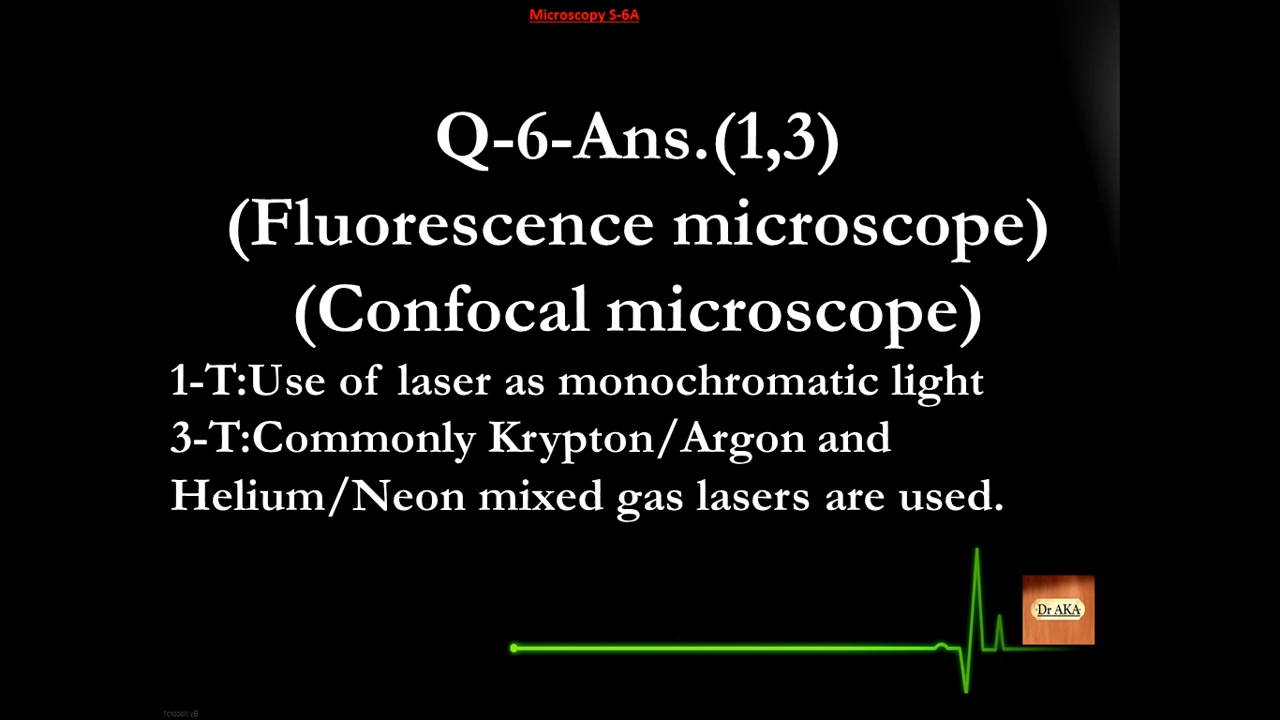 Microscopy S-6A
Q-6-Ans.(1,3)
(Fluorescence microscope)
(Confocal microscope)
1-T:Use of laser as monochromatic light
3-T:Commonly Krypton/Argon and
Helium/Neon mixed gas lasers are used.
Dr AKA